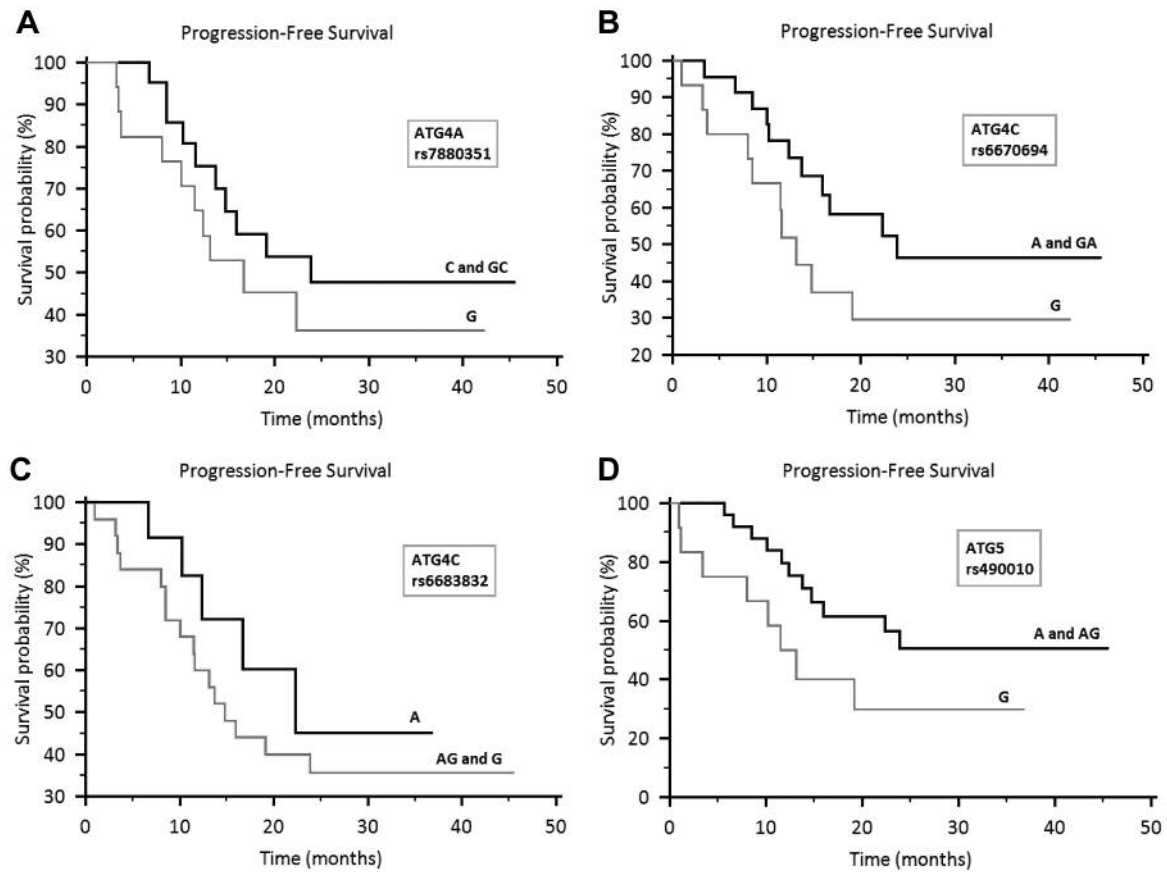 A
Progression-Free Survival
Survival probability (%)
100
90
80
70
60
50
40
30
ATG4A
rs7880351
C and GC
G
0 10 20 30 40 50
Time (months)
B
Progression-Free Survival
Survival probability (%)
100
90
80
70
60
50
40
30
20
ATG4C
rs6670694
A and GA
G
0 10 20 30 40 50
Time (months)
C
Progression-Free Survival
Survival probability (%)
100
90
80
70
60
50
40
30
ATG4C
rs6683832
A
AG and G
0 10 20 30 40 50
Time (months)
D
Progression-Free Survival
Survival probability (%)
100
80
60
40
20
0
ATG5
rs490010
A and AG
G
0 10 20 30 40 50
Time (months)